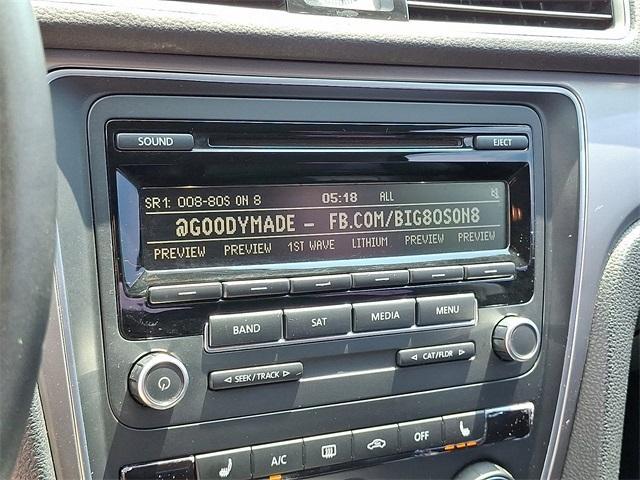 SOUND
EJECT
SR1: 008-80S ON 8 05:18 ALL
@GOODYMADE - FB.COM/BIG80SON8
PREVIEW PREVIEW 1ST WAVE LITHIUM PREVIEW PREVIEW
BAND SAT MEDIA MENU
SEEK / TRACK
CAT/FLDR
A/C
OFF